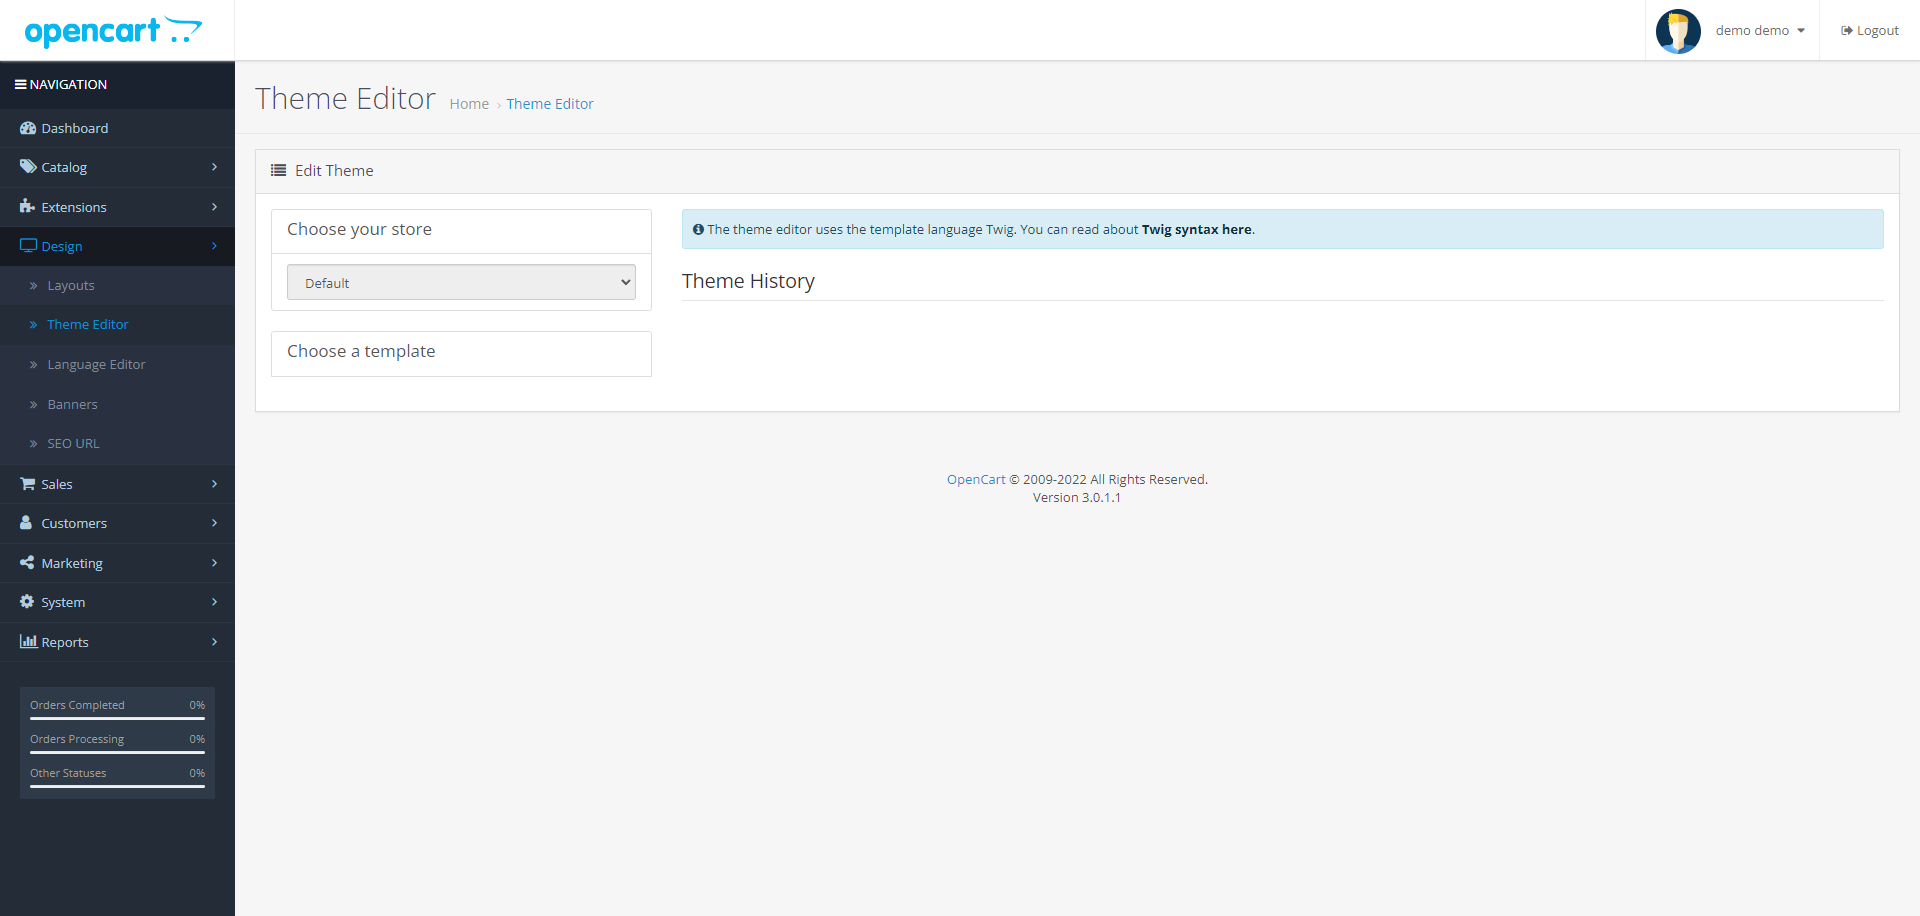 opencart
demo demo
Logout
NAVIGATION
Dashboard
Catalog
Extensions
Design
Layouts
Theme Editor
Language Editor
Banners
SEO URL
Sales
Customers
Marketing
System
Reports
Orders Completed 0%
Orders Processing 0%
Other Statuses 0%
Theme Editor Home › Theme Editor
Edit Theme
Choose your store
Default
Choose a template
The theme editor uses the template language Twig. You can read about Twig syntax here.
Theme History
OpenCart © 2009-2022 All Rights Reserved.
Version 3.0.1.1